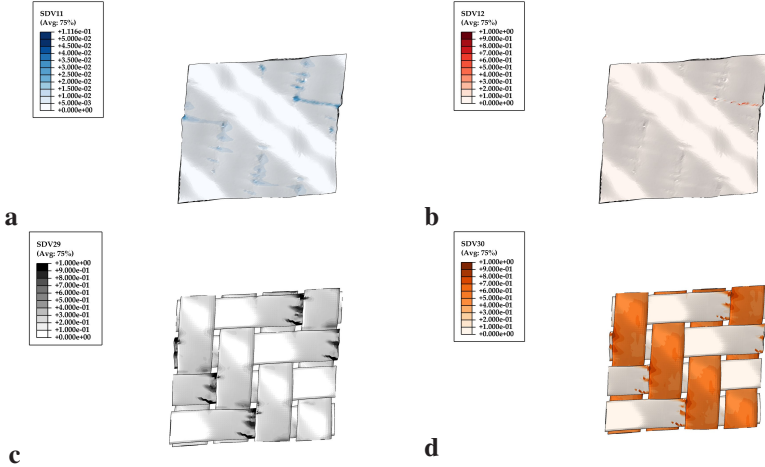 SDV11
(Avg: 75%)
+1.116e-01
+5.000e-02
+4.500e-02
+4.000e-02
+3.500e-02
+3.000e-02
+2.500e-02
+2.000e-02
+1.500e-02
+1.000e-02
+5.000e-03
+0.000e+00
a
SDV12
(Avg: 75%)
+1.000e+00
+9.000e-01
+8.000e-01
+7.000e-01
+6.000e-01
+5.000e-01
+4.000e-01
+3.000e-01
+2.000e-01
+1.000e-01
+0.000e+00
b
SDV29
(Avg: 75%)
+1.000e+00
+9.000e-01
+8.000e-01
+7.000e-01
+6.000e-01
+5.000e-01
+4.000e-01
+3.000e-01
+2.000e-01
+1.000e-01
+0.000e+00
c
SDV30
(Avg: 75%)
+1.000e+00
+9.000e-01
+8.000e-01
+7.000e-01
+6.000e-01
+5.000e-01
+4.000e-01
+3.000e-01
+2.000e-01
+1.000e-01
+0.000e+00
d